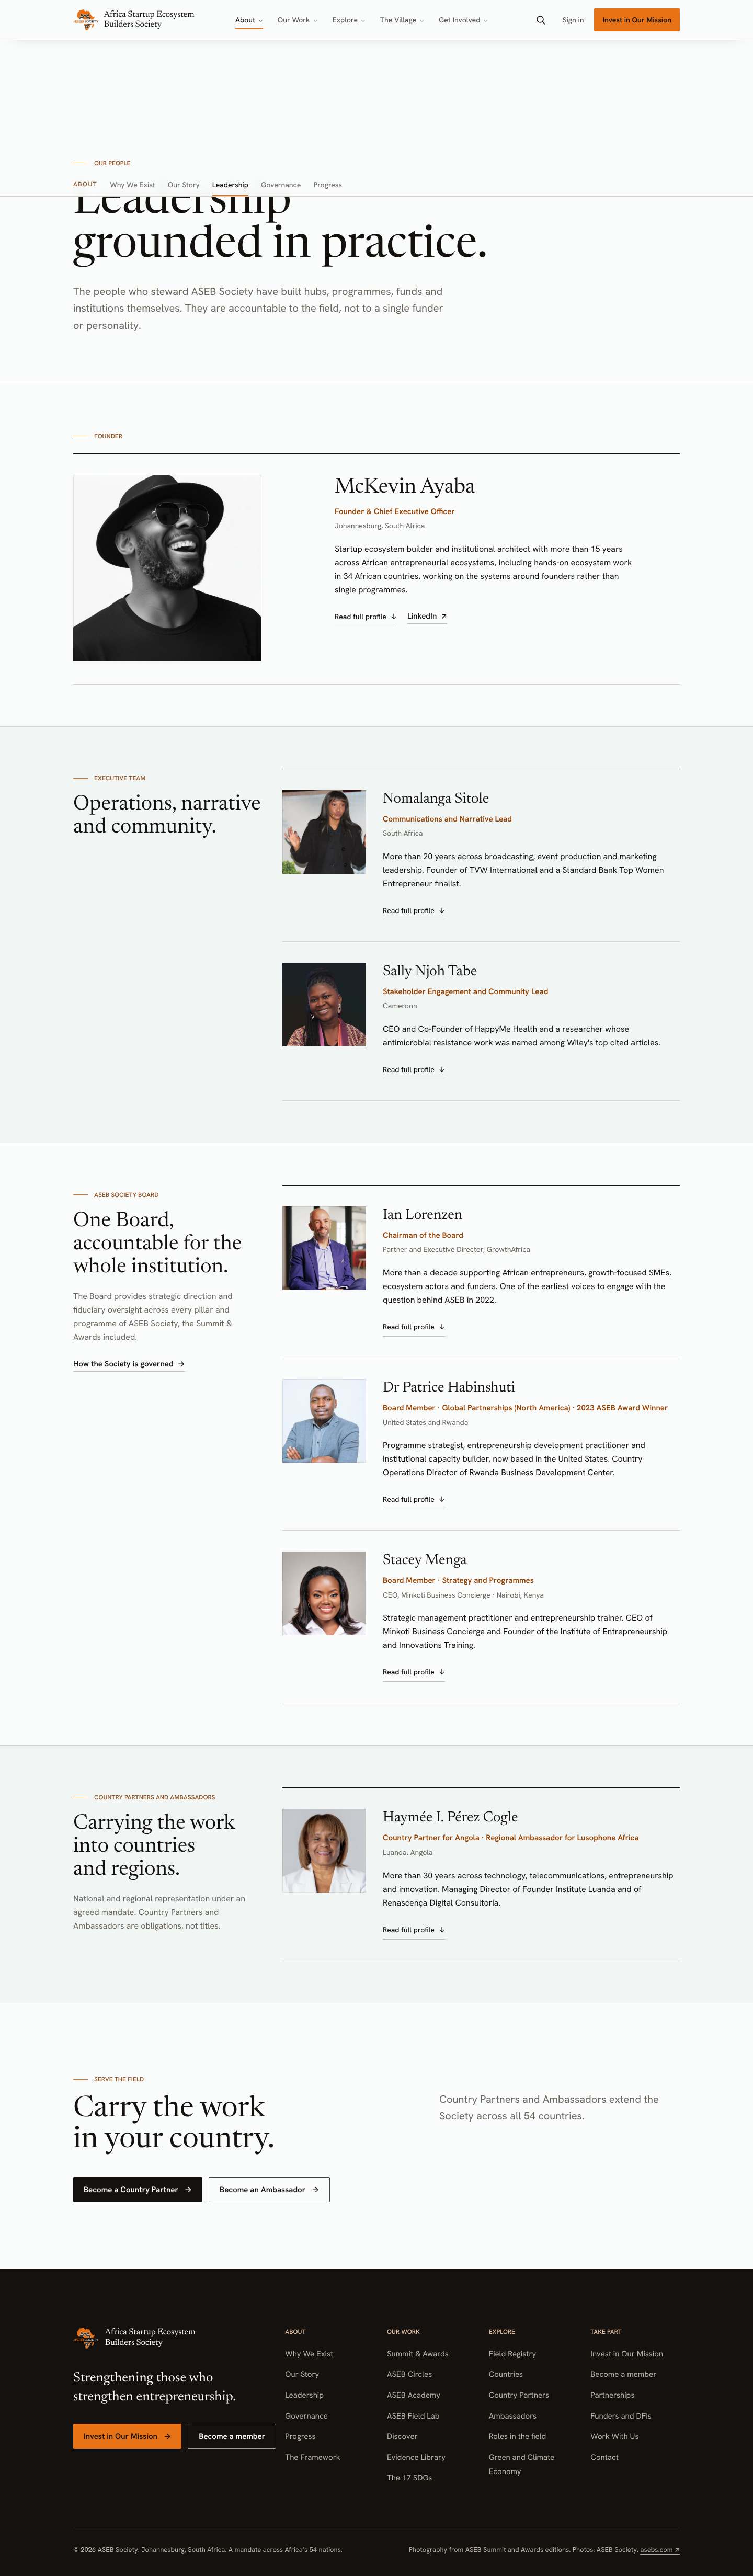 Africa Startup Ecosystem
Builders Society
About
Our Work
Explore
The Village
Get Involved
Sign in
Invest in Our Mission
OUR PEOPLE
ABOUT
Why We Exist
Our Story
Leadership
Governance
Progress
Leadership
grounded in practice.
The people who steward ASEB Society have built hubs, programmes, funds and
institutions themselves. They are accountable to the field, not to a single funder
or personality.
FOUNDER
McKevin Ayaba
Founder & Chief Executive Officer
Johannesburg, South Africa
Startup ecosystem builder and institutional architect with more than 15 years
across African entrepreneurial ecosystems, including hands-on ecosystem work
in 34 African countries, working on the systems around founders rather than
single programmes.
Read full profile ↓ LinkedIn ↗
EXECUTIVE TEAM
Operations, narrative
and community.
Nomalanga Sitole
Communications and Narrative Lead
South Africa
More than 20 years across broadcasting, event production and marketing
leadership. Founder of TVW International and a Standard Bank Top Women
Entrepreneur finalist.
Read full profile ↓
Sally Njoh Tabe
Stakeholder Engagement and Community Lead
Cameroon
CEO and Co-Founder of HappyMe Health and a researcher whose
antimicrobial resistance work was named among Wiley's top cited articles.
Read full profile ↓
ASEB SOCIETY BOARD
One Board,
accountable for the
whole institution.
The Board provides strategic direction and
fiduciary oversight across every pillar and
programme of ASEB Society, the Summit &
Awards included.
How the Society is governed →
Ian Lorenzen
Chairman of the Board
Partner and Executive Director, GrowthAfrica
More than a decade supporting African entrepreneurs, growth-focused SMEs,
ecosystem actors and funders. One of the earliest voices to engage with the
question behind ASEB in 2022.
Read full profile ↓
Dr Patrice Habinshuti
Board Member · Global Partnerships (North America) · 2023 ASEB Award Winner
United States and Rwanda
Programme strategist, entrepreneurship development practitioner and
institutional capacity builder, now based in the United States. Country
Operations Director of Rwanda Business Development Center.
Read full profile ↓
Stacey Menga
Board Member · Strategy and Programmes
CEO, Minkoti Business Concierge · Nairobi, Kenya
Strategic management practitioner and entrepreneurship trainer. CEO of
Minkoti Business Concierge and Founder of the Institute of Entrepreneurship
and Innovations Training.
Read full profile ↓
COUNTRY PARTNERS AND AMBASSADORS
Carrying the work
into countries
and regions.
National and regional representation under an
agreed mandate. Country Partners and
Ambassadors are obligations, not titles.
Haymée I. Pérez Cogle
Country Partner for Angola · Regional Ambassador for Lusophone Africa
Luanda, Angola
More than 30 years across technology, telecommunications, entrepreneurship
and innovation. Managing Director of Founder Institute Luanda and of
Renascença Digital Consultoria.
Read full profile ↓
SERVE THE FIELD
Carry the work
in your country.
Country Partners and Ambassadors extend the
Society across all 54 countries.
Become a Country Partner →
Become an Ambassador →
Africa Startup Ecosystem
Builders Society
Strengthening those who
strengthen entrepreneurship.
Invest in Our Mission →
Become a member
ABOUT
Why We Exist
Our Story
Leadership
Governance
Progress
The Framework
OUR WORK
Summit & Awards
ASEB Circles
ASEB Academy
ASEB Field Lab
Discover
Evidence Library
The 17 SDGs
EXPLORE
Field Registry
Countries
Country Partners
Ambassadors
Roles in the field
Green and Climate
Economy
TAKE PART
Invest in Our Mission
Become a member
Partnerships
Funders and DFIs
Work With Us
Contact
© 2026 ASEB Society. Johannesburg, South Africa. A mandate across Africa's 54 nations.
Photography from ASEB Summit and Awards editions. Photos: ASEB Society. asebs.com ↗